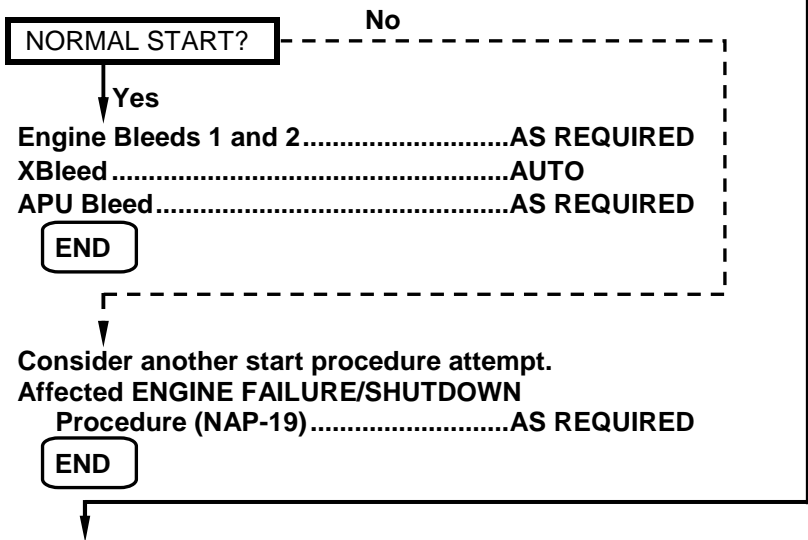 No
NORMAL START?
Yes
Engine Bleeds 1 and 2............................AS REQUIRED
XBleed.....................................................AUTO
APU Bleed...............................................AS REQUIRED
END
Consider another start procedure attempt.
Affected ENGINE FAILURE/SHUTDOWN
Procedure (NAP-19)..........................AS REQUIRED
END